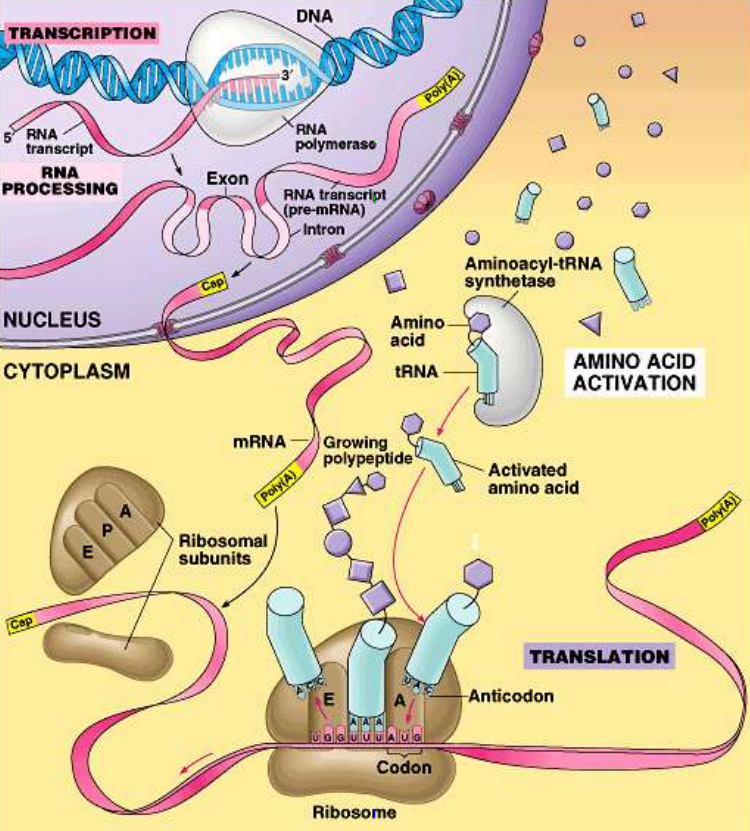 DNA
TRANSCRIPTION
3′
5′
RNA
transcript
RNA
polymerase
Poly(A)
RNA
PROCESSING
Exon
RNA transcript
(pre-mRNA)
Intron
Cap
NUCLEUS
Aminoacyl-tRNA
synthetase
Amino
acid
tRNA
AMINO ACID
ACTIVATION
CYTOPLASM
mRNA
Growing
polypeptide
Activated
amino acid
Poly(A)
Poly(A)
E
P
A
Ribosomal
subunits
Cap
TRANSLATION
A C C
E
A
U A C
Anticodon
A A A
U G G U U U A U G
Codon
Ribosome